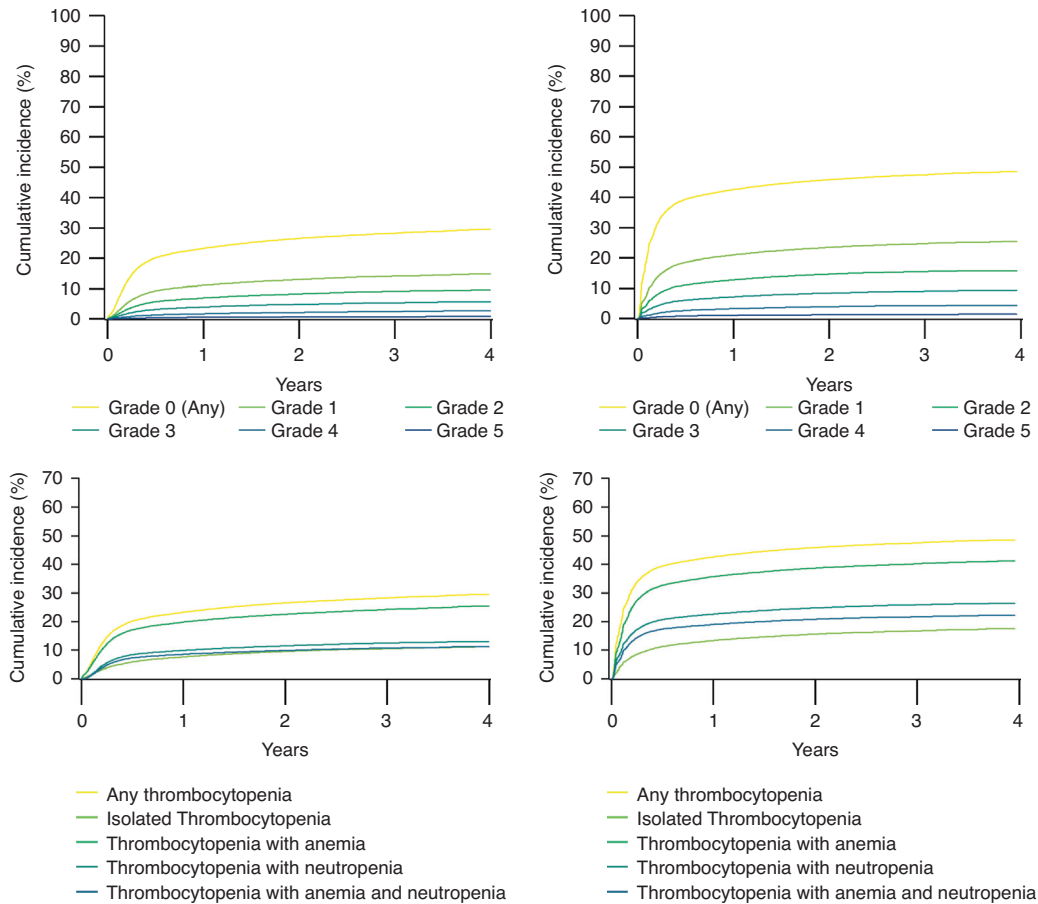 Cumulative incidence (%)
100
90
80
70
60
50
40
30
20
10
0
0 1 2 3 4
Years
Grade 0 (Any) Grade 1 Grade 2
Grade 3 Grade 4 Grade 5
Cumulative incidence (%)
100
90
80
70
60
50
40
30
20
10
0
0 1 2 3 4
Years
Grade 0 (Any) Grade 1 Grade 2
Grade 3 Grade 4 Grade 5
Cumulative incidence (%)
70
60
50
40
30
20
10
0
0 1 2 3 4
Years
Any thrombocytopenia
Isolated Thrombocytopenia
Thrombocytopenia with anemia
Thrombocytopenia with neutropenia
Thrombocytopenia with anemia and neutropenia
Cumulative incidence (%)
70
60
50
40
30
20
10
0
0 1 2 3 4
Years
Any thrombocytopenia
Isolated Thrombocytopenia
Thrombocytopenia with anemia
Thrombocytopenia with neutropenia
Thrombocytopenia with anemia and neutropenia